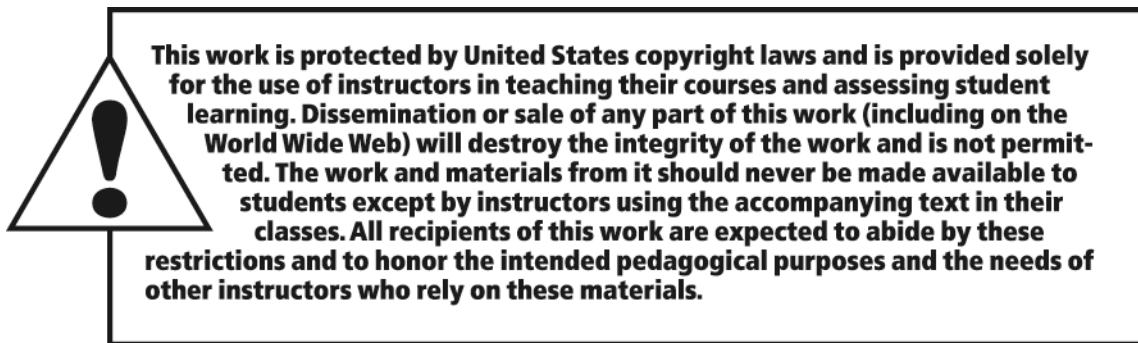 This work is protected by United States copyright laws and is provided solely
for the use of instructors in teaching their courses and assessing student
learning. Dissemination or sale of any part of this work (including on the
World Wide Web) will destroy the integrity of the work and is not permit-
ted. The work and materials from it should never be made available to
students except by instructors using the accompanying text in their
classes. All recipients of this work are expected to abide by these
restrictions and to honor the intended pedagogical purposes and the needs of
other instructors who rely on these materials.